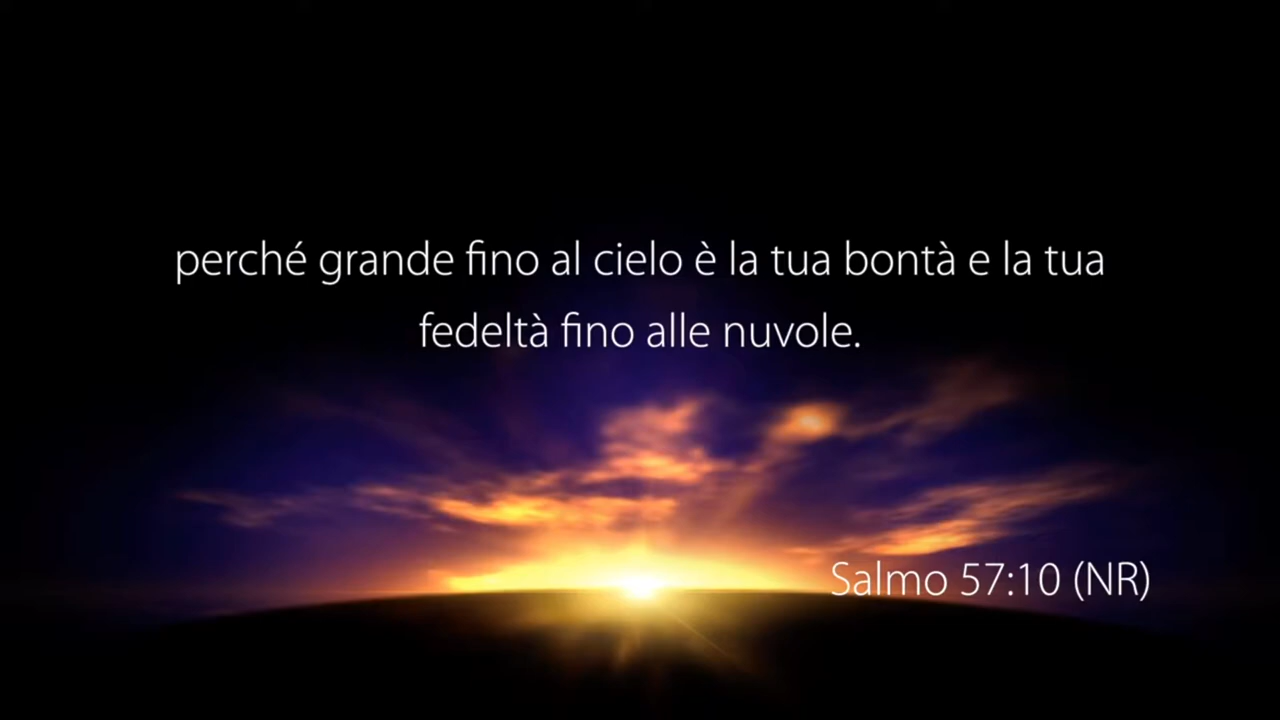 perché grande fino al cielo è la tua bontà e la tua
fedeltà fino alle nuvole.
Salmo 57:10 (NR)